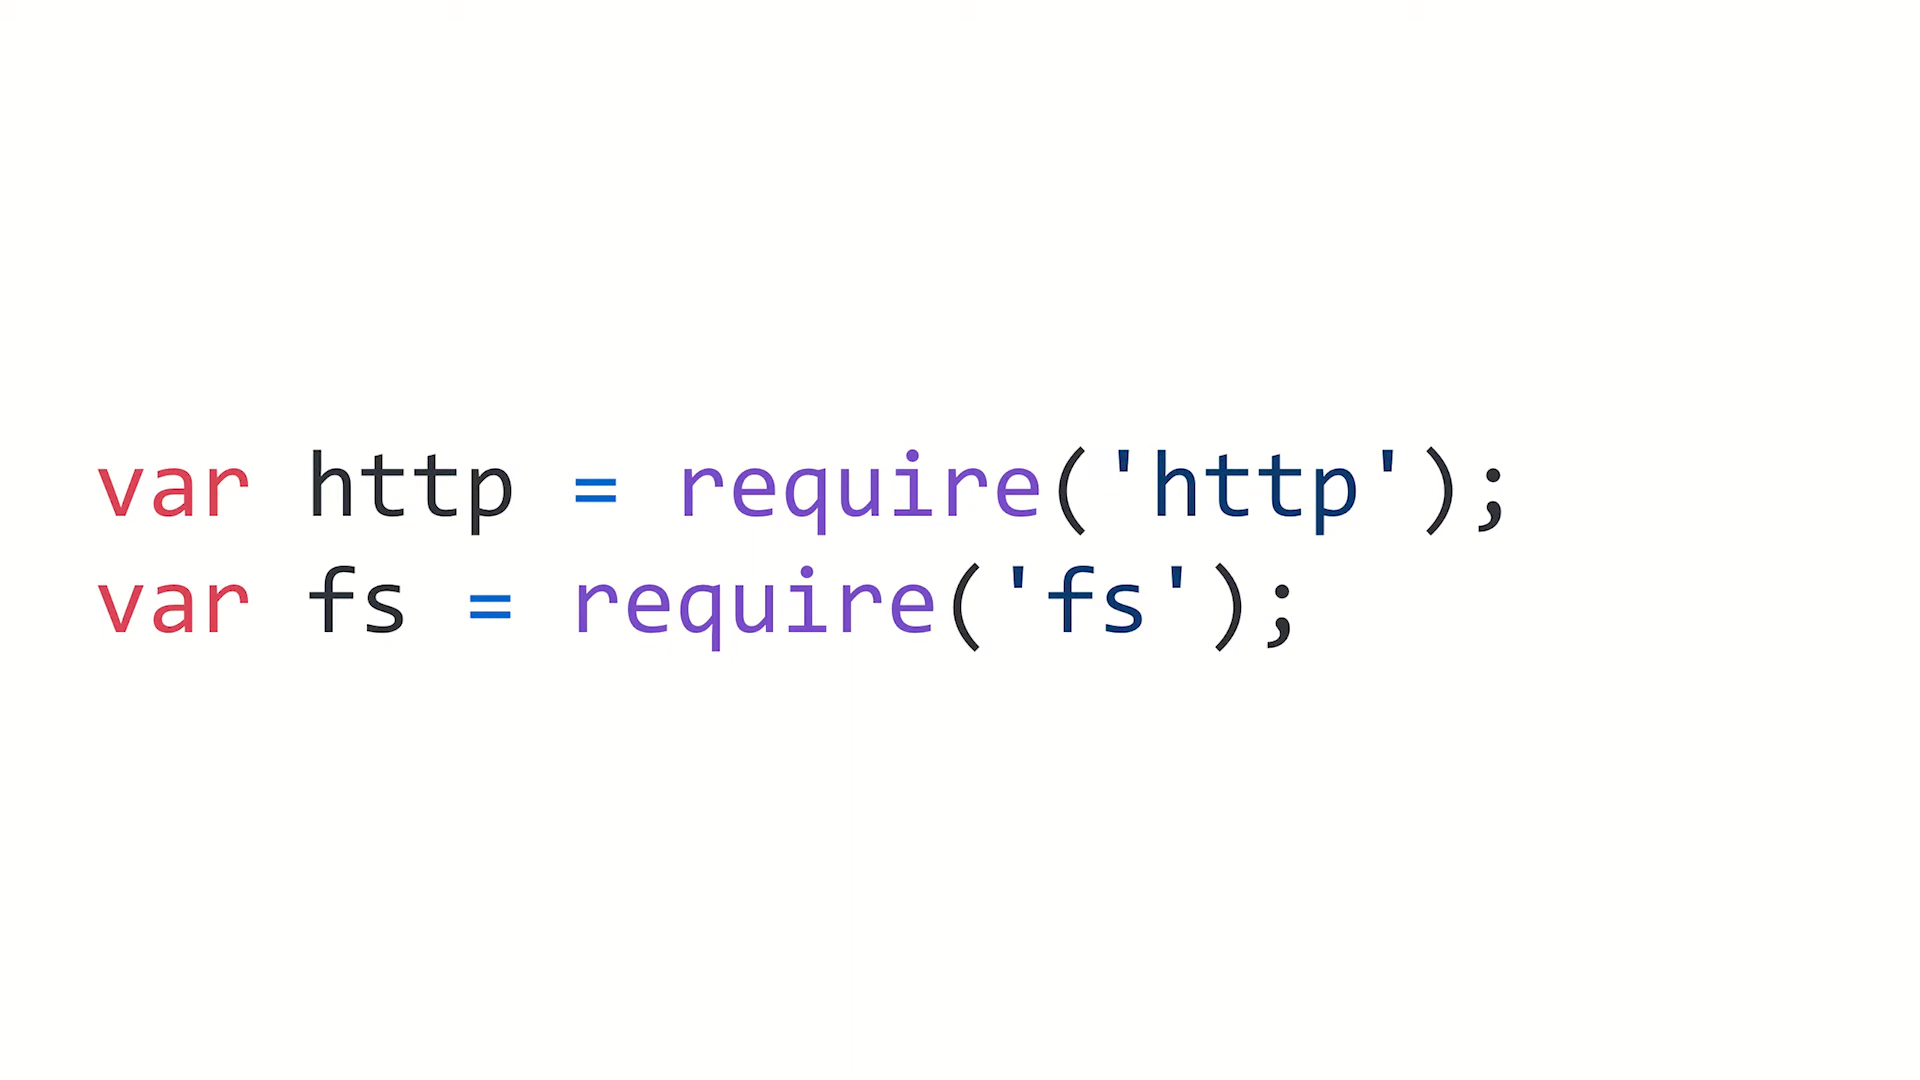 var http = require('http');
var fs = require('fs');